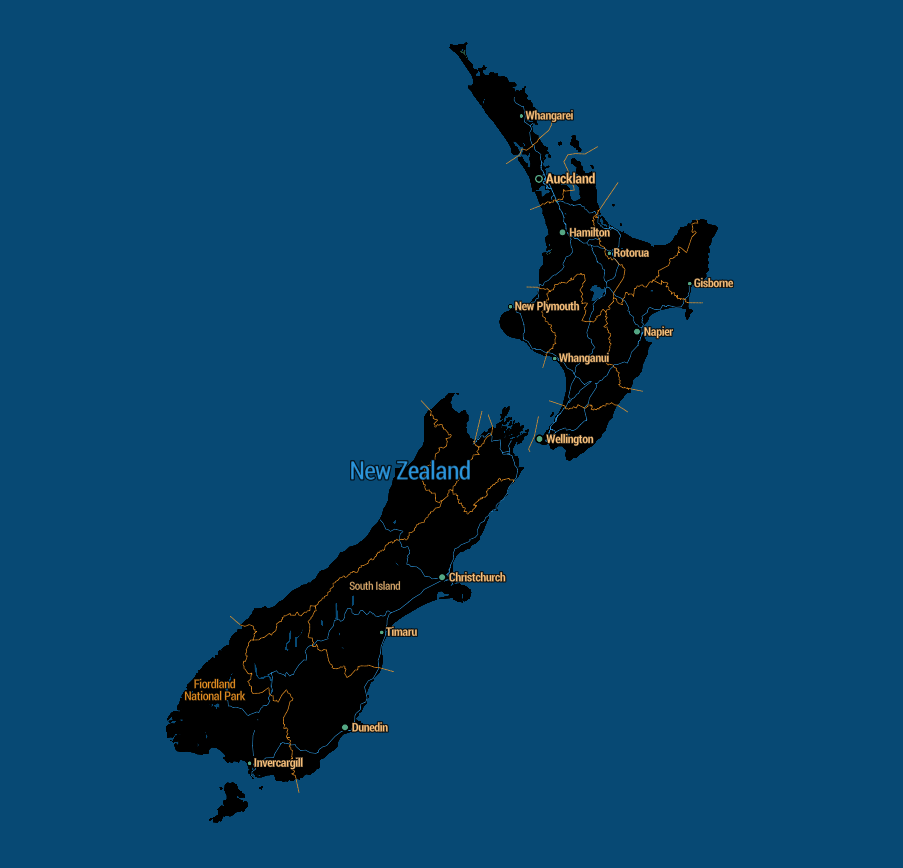 Whangarei
Auckland
Hamilton
Rotorua
Gisborne
New Plymouth
Napier
Whanganui
Wellington
New Zealand
Christchurch
South Island
Timaru
Fiordland
National Park
Dunedin
Invercargill